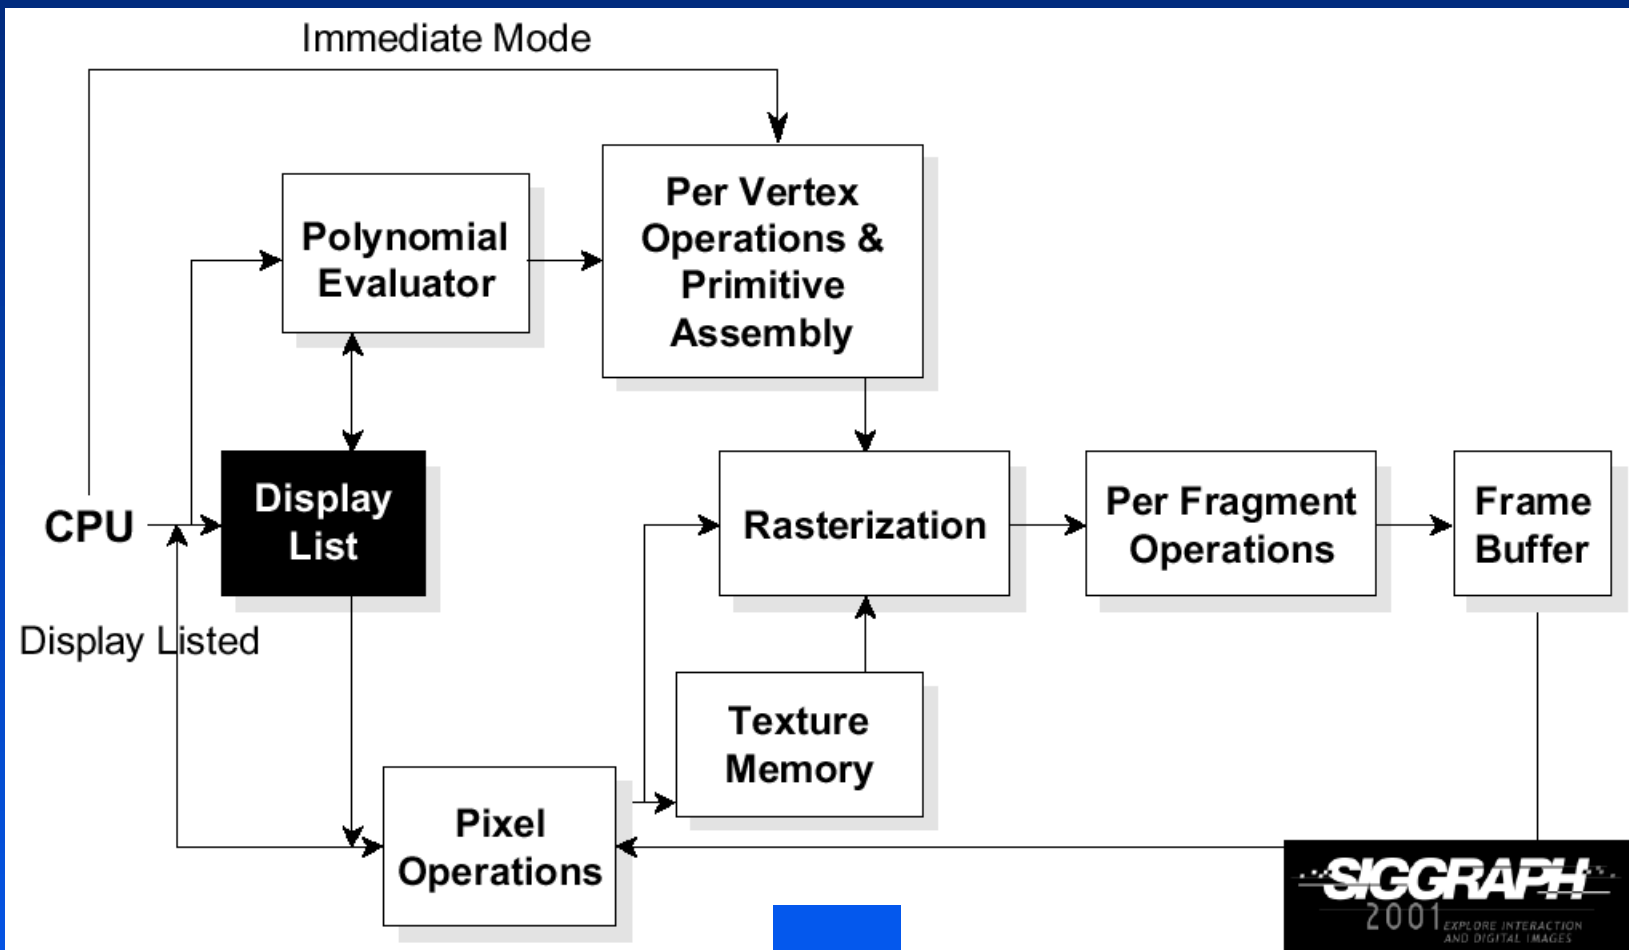 Immediate Mode
Polynomial
Evaluator
Per Vertex
Operations &
Primitive
Assembly
CPU
Display
List
Rasterization
Per Fragment
Operations
Frame
Buffer
Display Listed
Texture
Memory
Pixel
Operations
SIGGRAPH
2001 EXPLORE INTERACTION
AND DIGITAL IMAGES